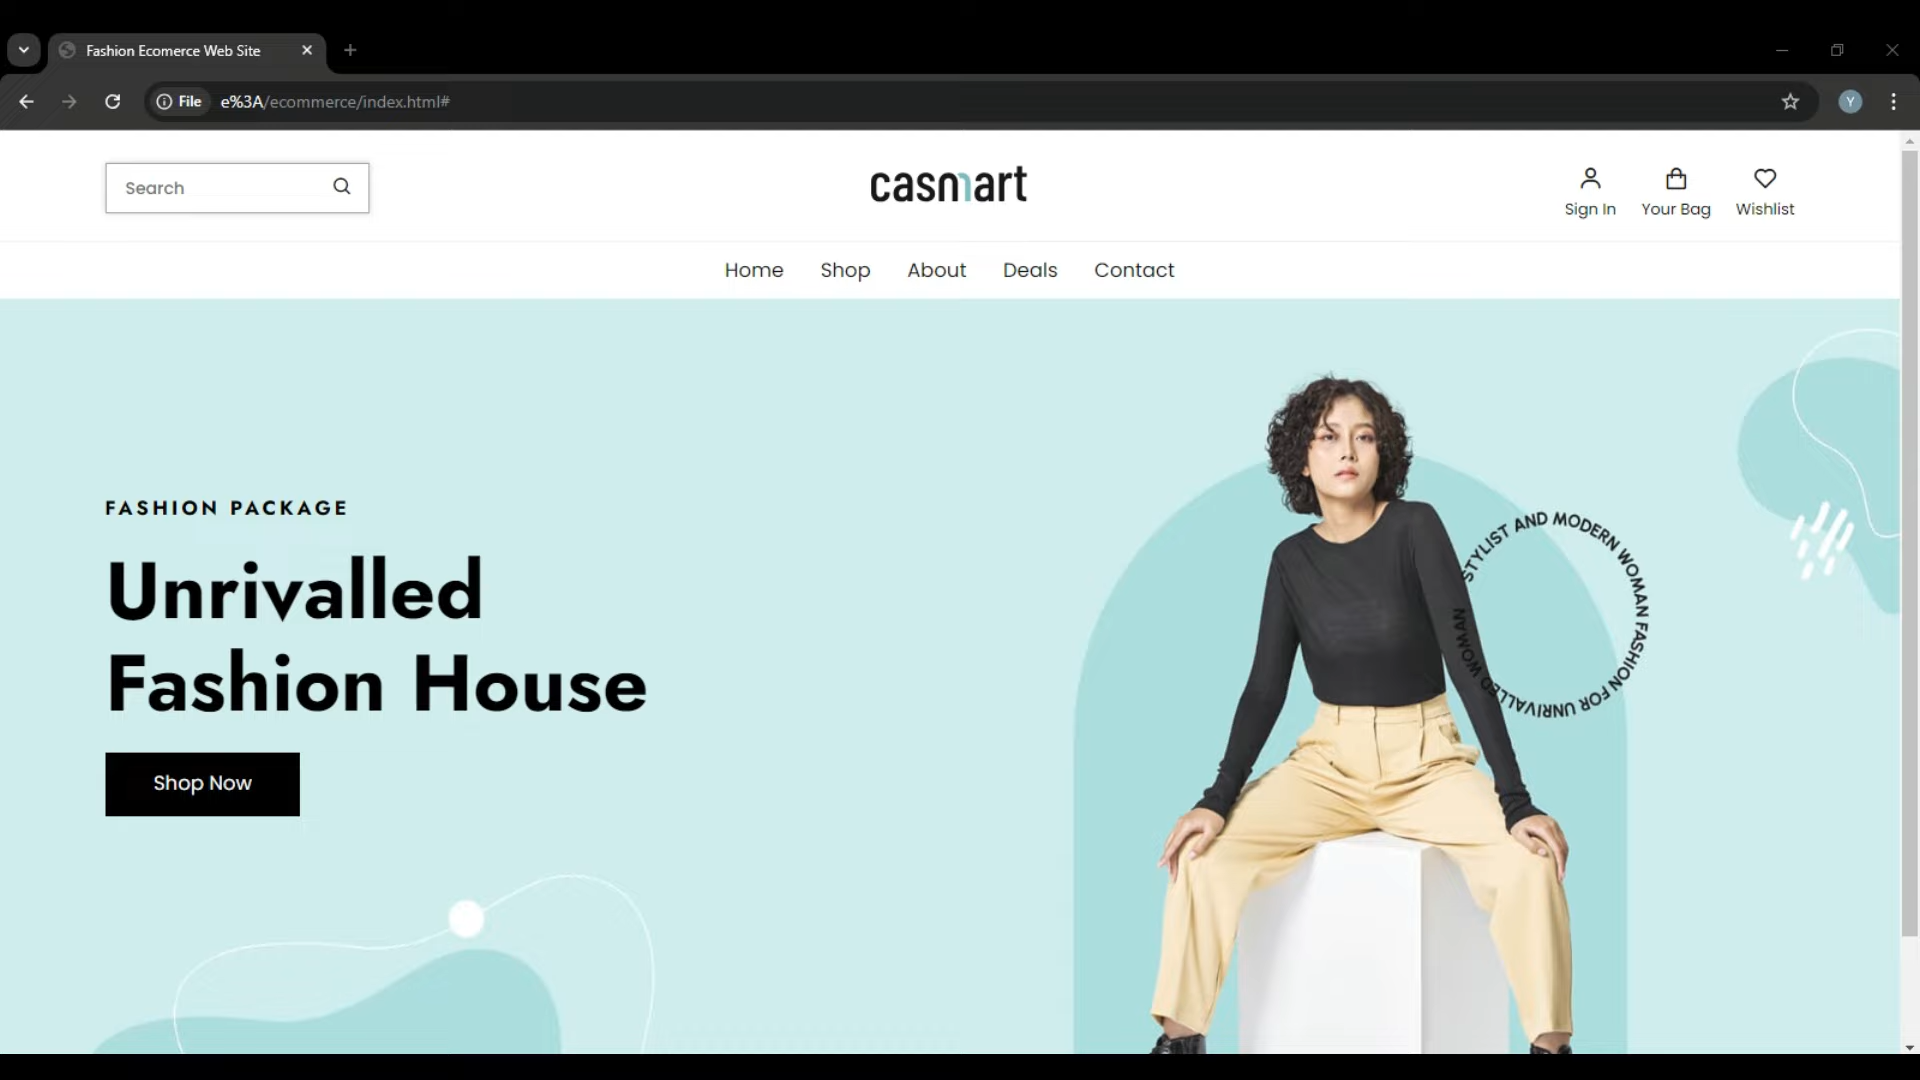 Fashion Ecomerce Web Site
File
e%3A/ecommerce/index.html#
Y
Search
casmart
Sign In
Your Bag
Wishlist
Home
Shop
About
Deals
Contact
FASHION PACKAGE
Unrivalled
Fashion House
Shop Now
STYLIST AND MODERN WOMAN FASHION FOR UNRIVALLED WOMAN